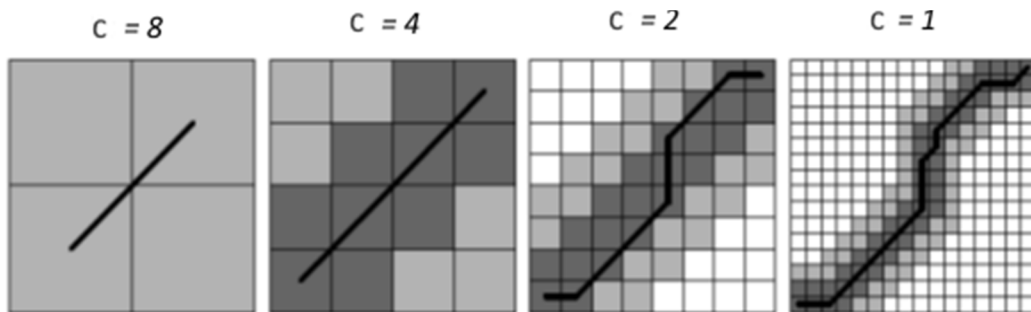 C = 8
C = 4
C = 2
C = 1